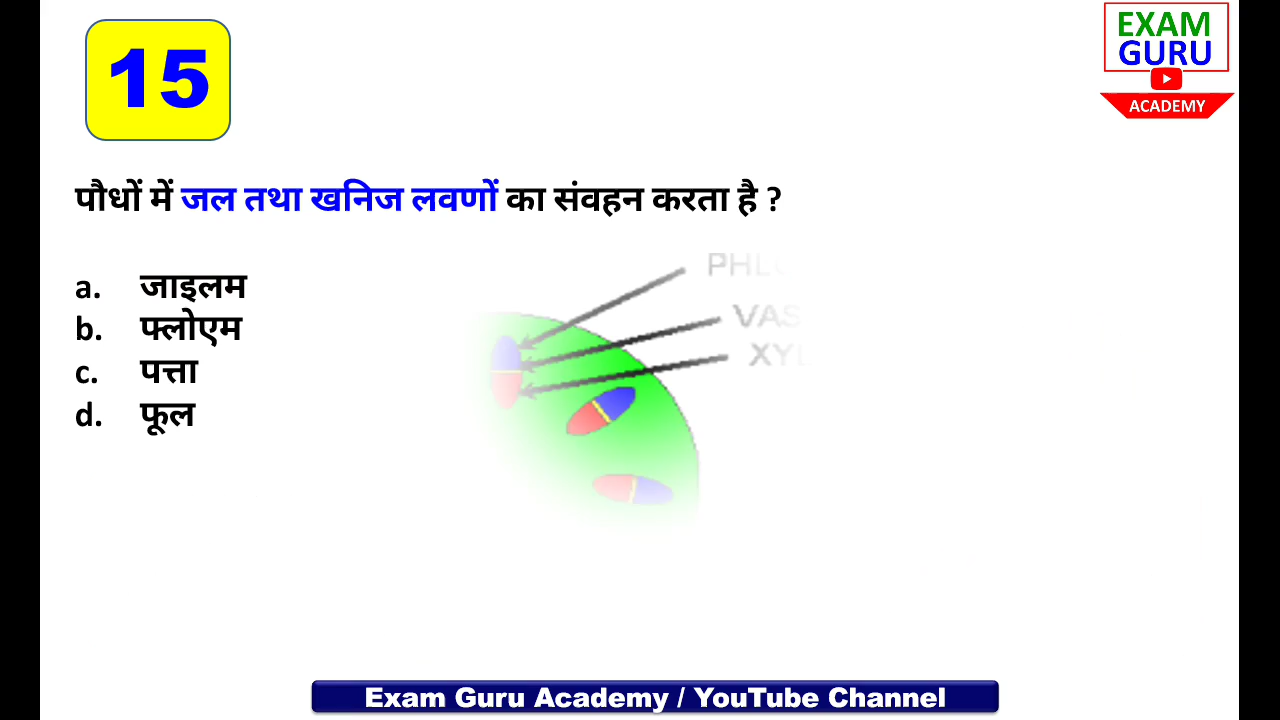 15
EXAM
GURU
ACADEMY
पौधों में जल तथा खनिज लवणों का संवहन करता है ?
a. जाइलम
b. फ्लोएम
c. पत्ता
d. फूल
Exam Guru Academy / YouTube Channel